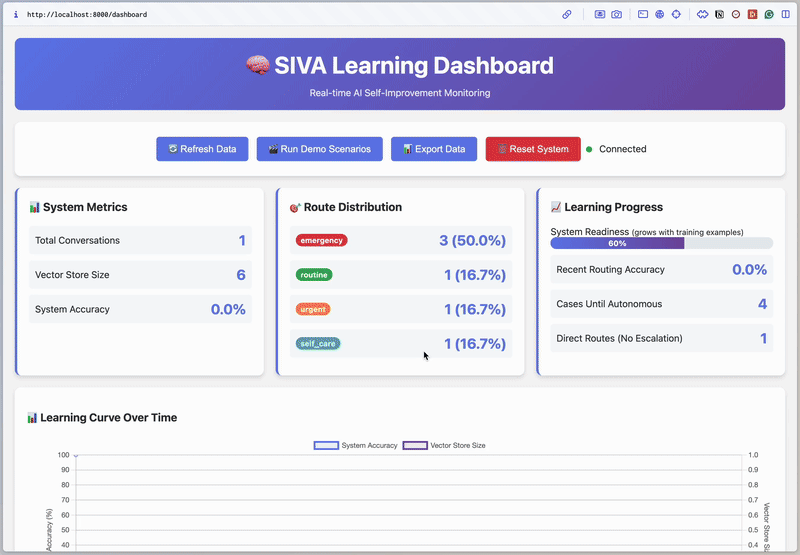 http://localhost:8000/dashboard
SIVA Learning Dashboard
Real-time AI Self-Improvement Monitoring
Refresh Data
Run Demo Scenarios
Export Data
Reset System
Connected
System Metrics
Total Conversations 1
Vector Store Size 6
System Accuracy 0.0%
Route Distribution
emergency 3 (50.0%)
routine 1 (16.7%)
urgent 1 (16.7%)
self_care 1 (16.7%)
Learning Progress
System Readiness (grows with training examples)
60%
Recent Routing Accuracy 0.0%
Cases Until Autonomous 4
Direct Routes (No Escalation) 1
Learning Curve Over Time
System Accuracy Vector Store Size
100 1.0
90 0.9
80 0.8
70 0.7
60 0.6
50 0.5
40 0.4
Accuracy (%)
Vector Store